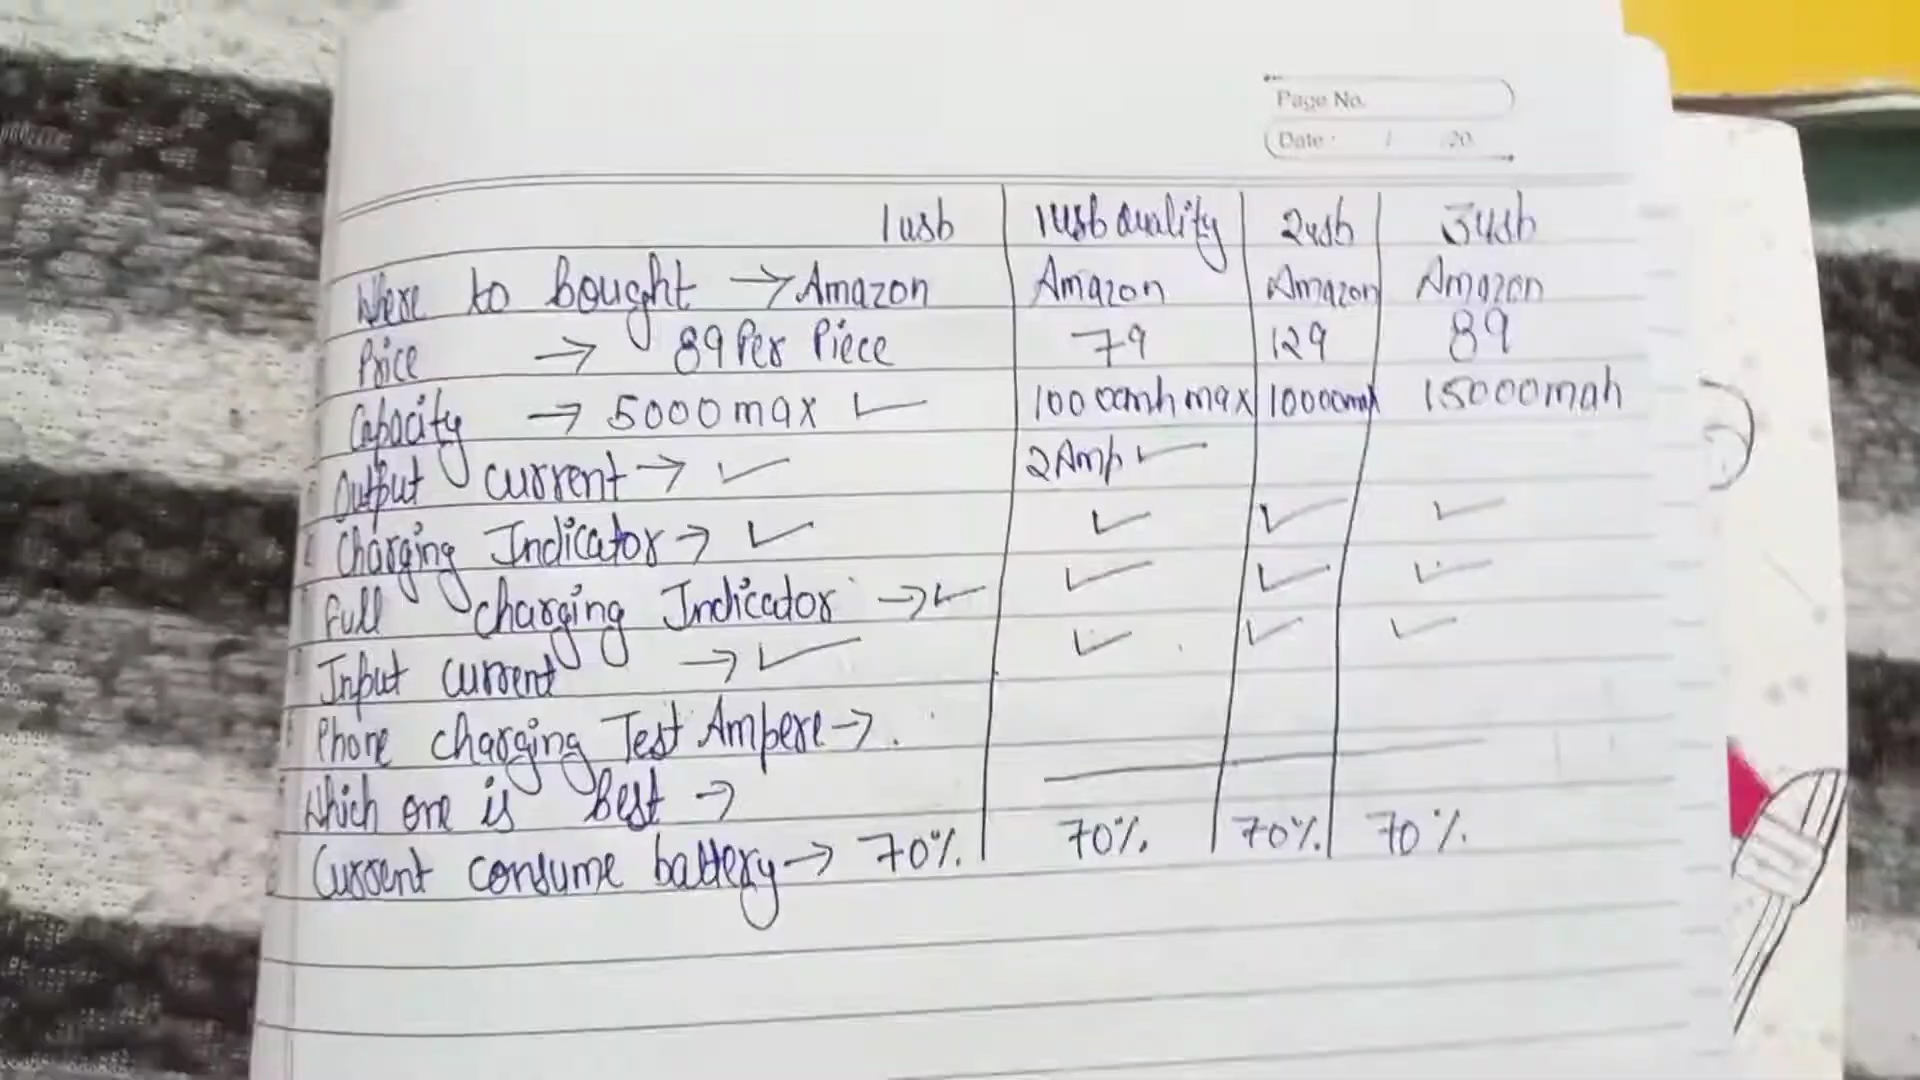 Page No.
Date : / /20
1usb 1usb Quality 2usb 3usb
Where to bought → Amazon Amazon Amazon Amazon
Price → 89 Per Piece 79 129 89
Capacity → 5000 max ✓ 10000mh max 10000mah 15000mah
Output current → ✓ 2Amp ✓
Charging Indicator → ✓ ✓ ✓ ✓
Full charging Indicator → ✓ ✓ ✓ ✓
Input current → ✓ ✓ ✓ ✓
Phone charging Test Ampere →
Which one is Best →
Current consume battery → 70% 70% 70% 70%